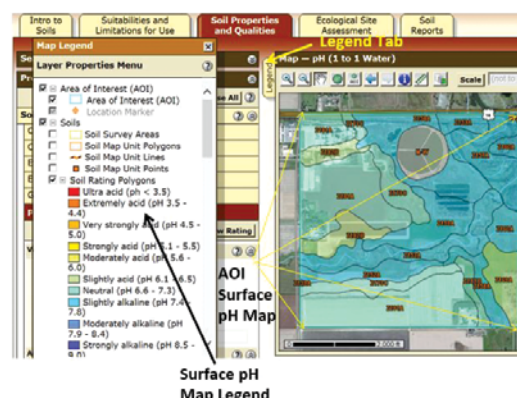 Intro to Soils
Suitabilities and Limitations for Use
Soil Properties and Qualities
Ecological Site Assessment
Soil Reports
Map Legend
Legend Tab
Layer Properties Menu
Map — pH (1 to 1 Water)
Legend
Scale
(not to
Area of Interest (AOI)
Area of Interest (AOI)
Location Marker
Soils
Soil Survey Areas
Soil Map Unit Polygons
Soil Map Unit Lines
Soil Map Unit Points
Soil Rating Polygons
Ultra acid (ph < 3.5)
Extremely acid (pH 3.5 -
4.4)
Very strongly acid (pH 4.5 -
5.0)
Strongly acid (pH 5.1 - 5.5)
Moderately acid (pH 5.6 -
6.0)
Slightly acid (pH 6.1 - 6.5)
Neutral (pH 6.6 - 7.3)
Slightly alkaline (pH 7.4 -
7.8)
Moderately alkaline (pH
7.9 - 8.4)
Strongly alkaline (pH 8.5 -
9.0)
w Rating
AOI
Surface
pH Map
M-W
0
2,000 ft
Surface pH
Map Legend